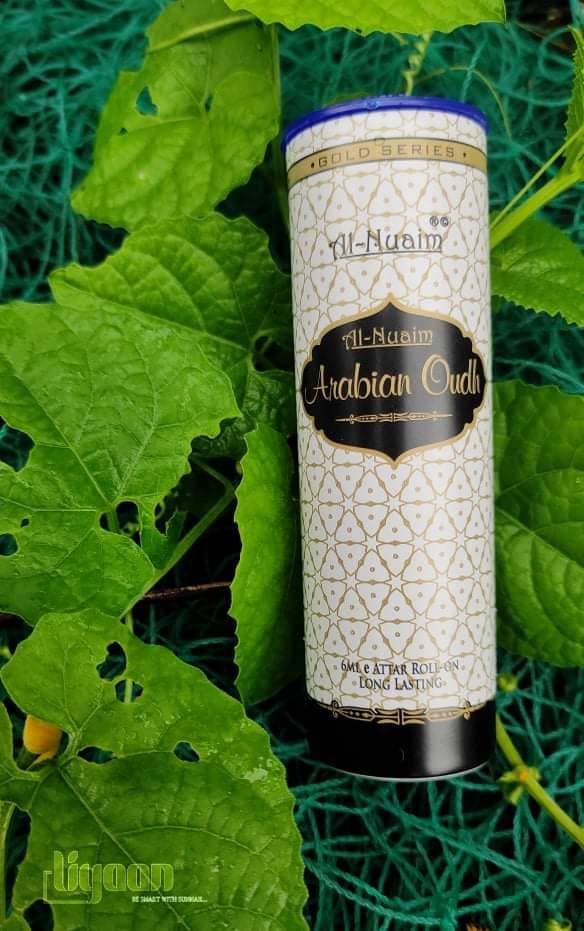 • GOLD SERIES •
®©
Al-Nuaim
Al-Nuaim
Arabian Oudh
6ML e ATTAR ROLL-ON
LONG LASTING
liyaan